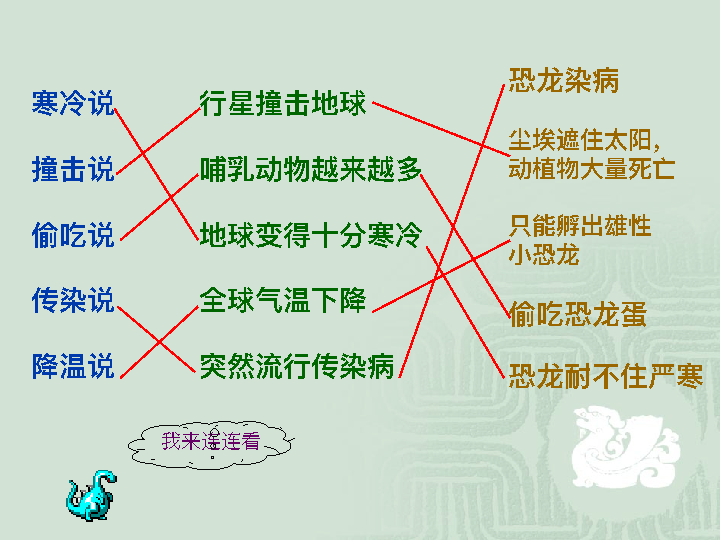 寒冷说
撞击说
偷吃说
传染说
降温说
行星撞击地球
哺乳动物越来越多
地球变得十分寒冷
全球气温下降
突然流行传染病
恐龙染病
尘埃遮住太阳，
动植物大量死亡
只能孵出雄性
小恐龙
偷吃恐龙蛋
恐龙耐不住严寒
我来连连看